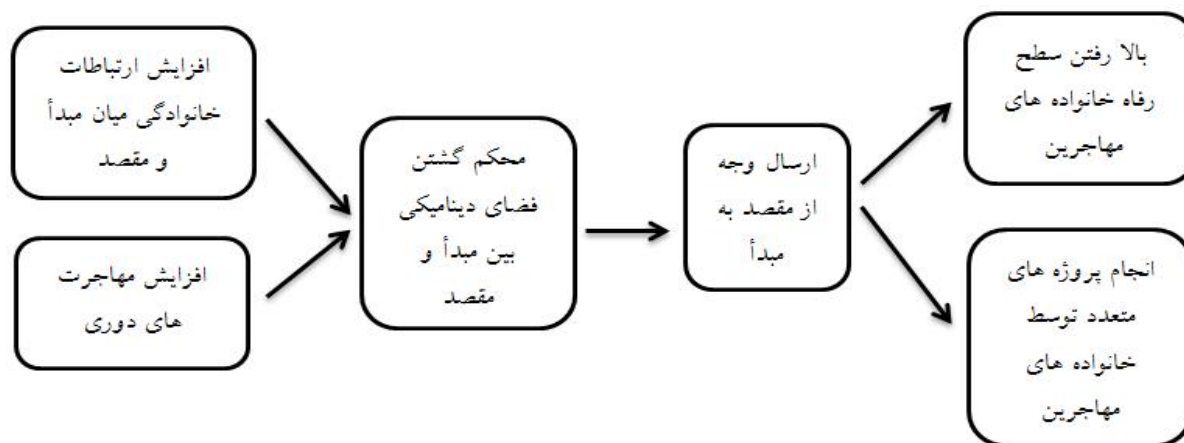 افزایش ارتباطات
خانوادگی میان مبدأ
و مقصد
افزایش مهاجرت
های دوری
محکم گشتن
فضای دینامیکی
بین مبدأ و
مقصد
ارسال وجه
از مقصد به
مبدأ
بالا رفتن سطح
رفاه خانواده های
مهاجرین
انجام پروژه های
متعدد توسط
خانواده های
مهاجرین